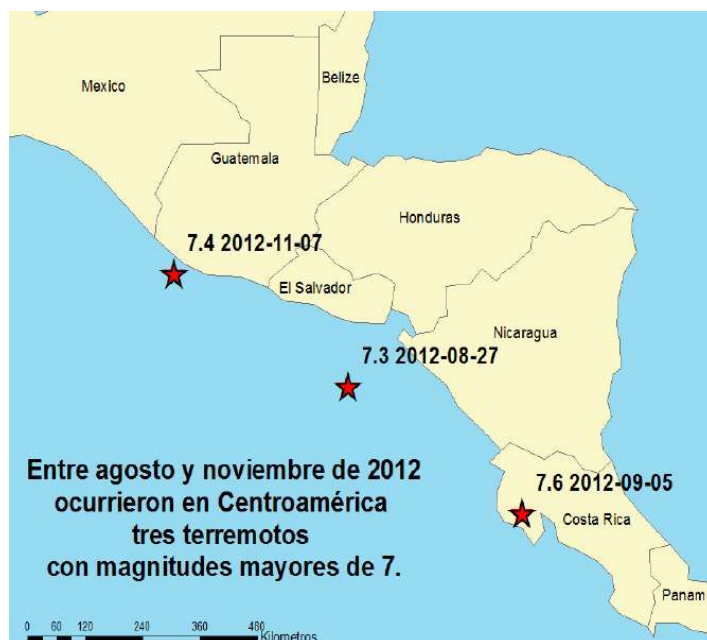 Belize
Mexico
Guatemala
Honduras
7.4 2012-11-07
El Salvador
Nicaragua
7.3 2012-08-27
Entre agosto y noviembre de 2012
ocurrieron en Centroamérica
tres terremotos
con magnitudes mayores de 7.
7.6 2012-09-05
Costa Rica
Panam
0 30 60 120 240 360 480
Kilometros